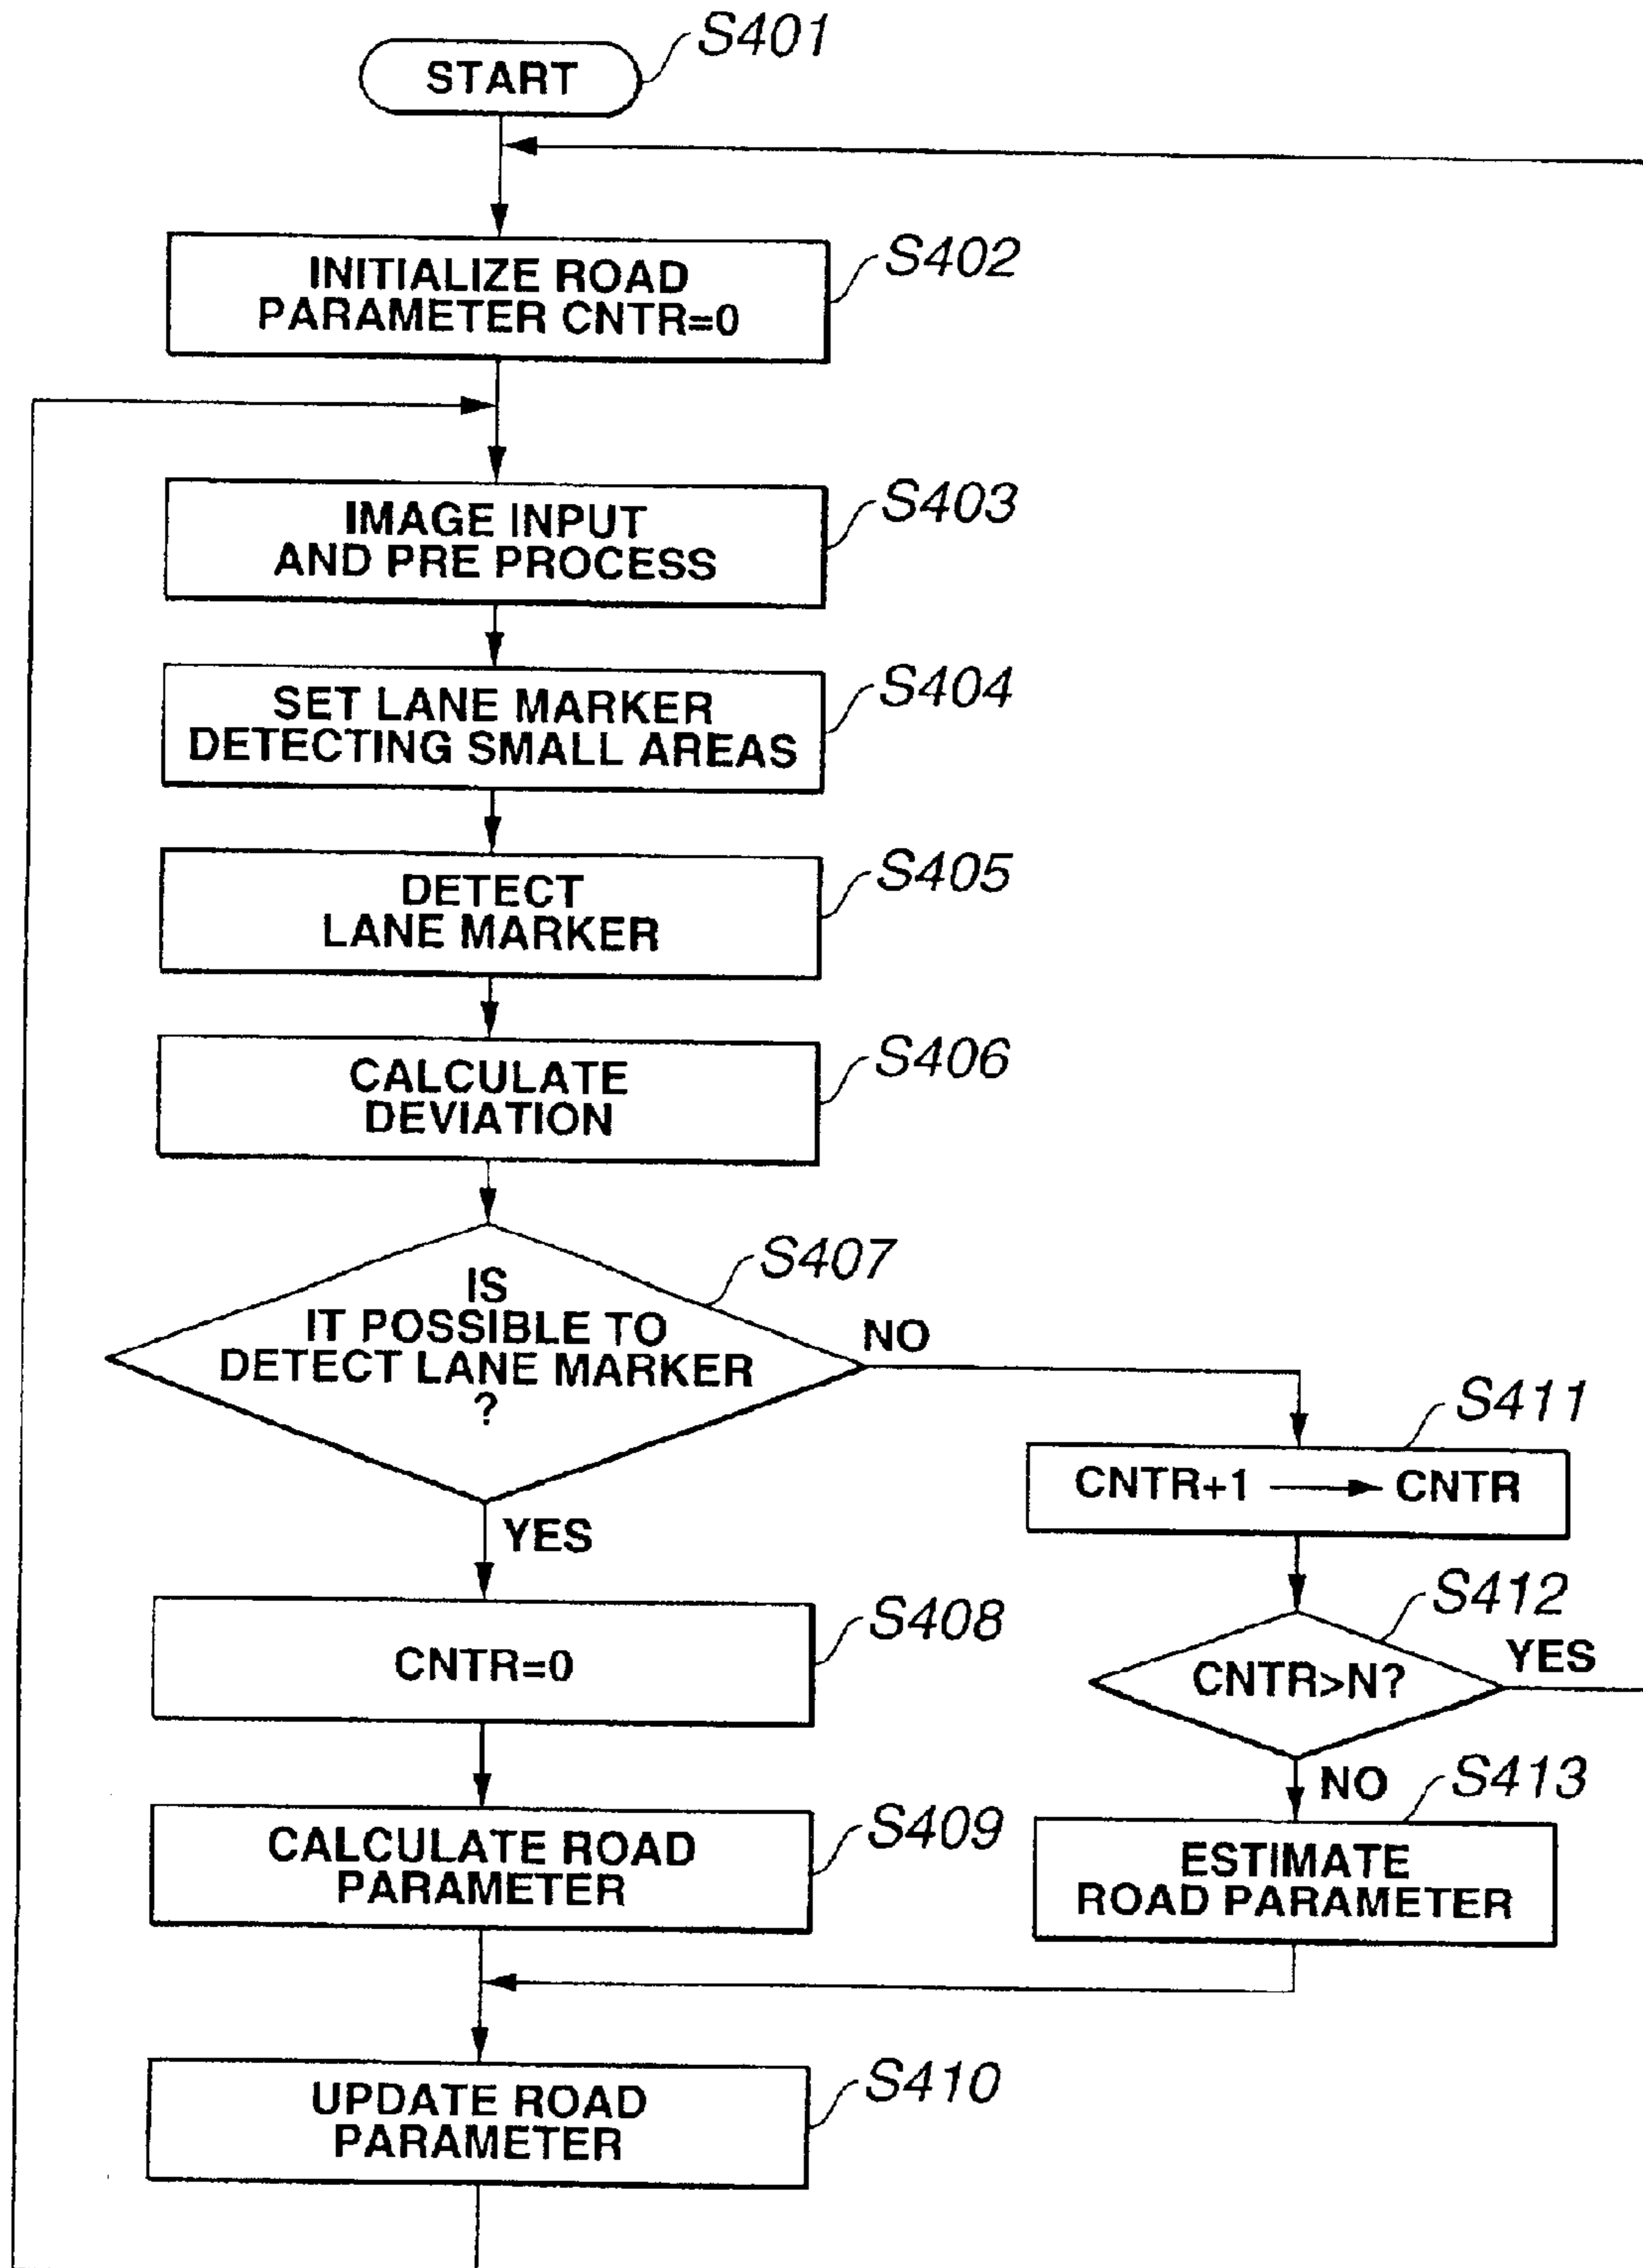 START
S401
INITIALIZE ROAD
PARAMETER CNTR=0
S402
IMAGE INPUT
AND PRE PROCESS
S403
SET LANE MARKER
DETECTING SMALL AREAS
S404
DETECT
LANE MARKER
S405
CALCULATE
DEVIATION
S406
IS
IT POSSIBLE TO
DETECT LANE MARKER
?
S407
NO
YES
S411
CNTR+1 → CNTR
S408
CNTR=0
S412
CNTR>N?
YES
NO
S409
CALCULATE ROAD
PARAMETER
S413
ESTIMATE
ROAD PARAMETER
S410
UPDATE ROAD
PARAMETER